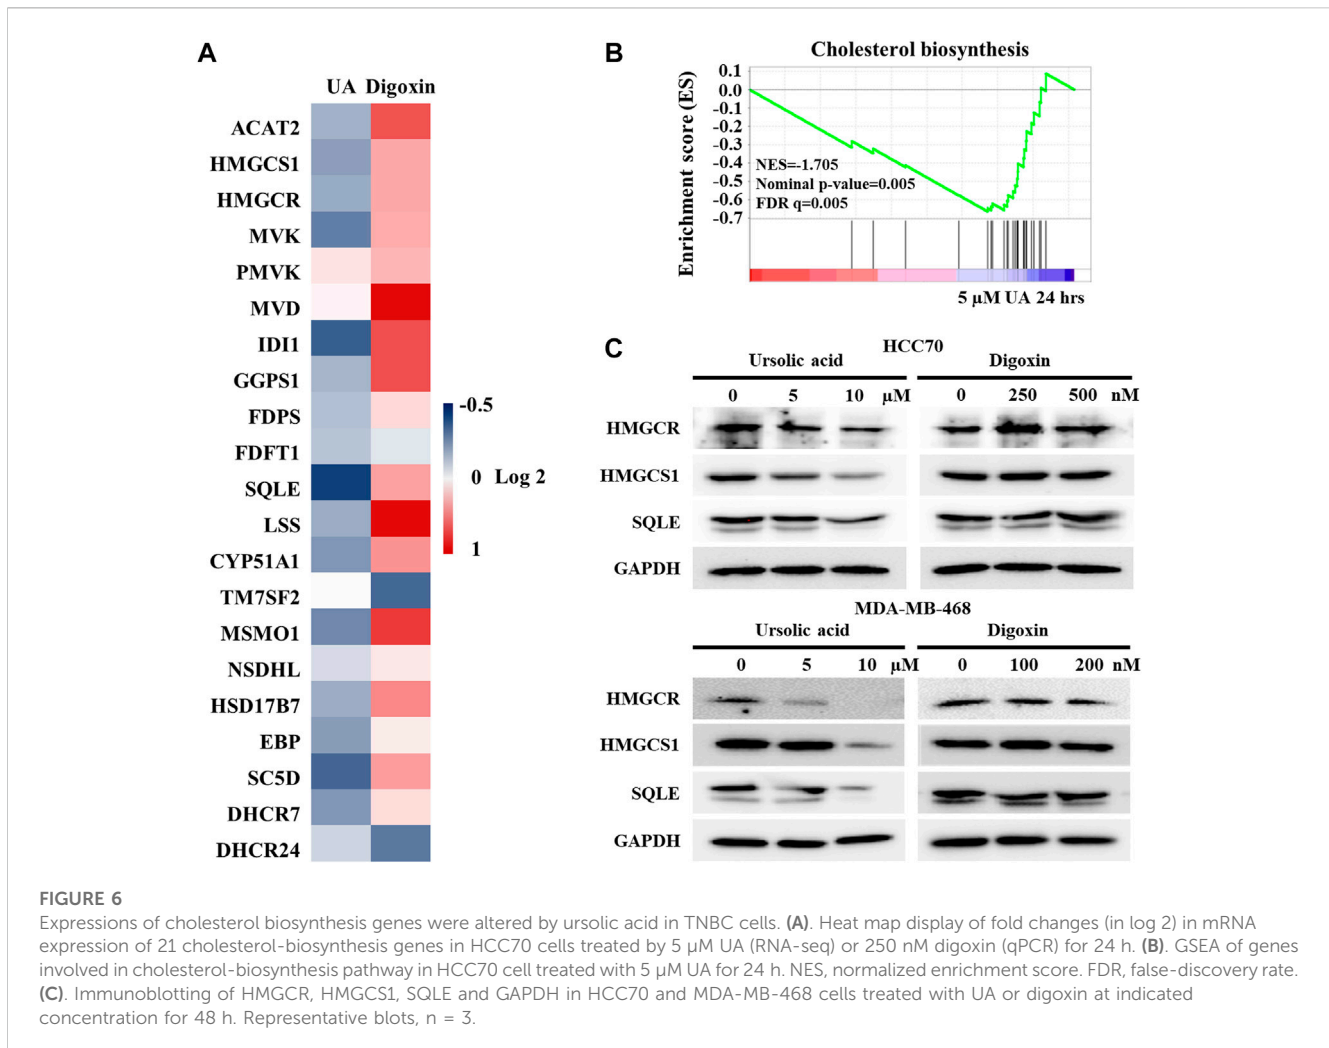 A
UA Digoxin
ACAT2
HMGCS1
HMGCR
MVK
PMVK
MVD
IDI1
GGPS1
FDPS
FDFT1
SQLE
LSS
CYP51A1
TM7SF2
MSMO1
NSDHL
HSD17B7
EBP
SC5D
DHCR7
DHCR24
-0.5
0 Log 2
1
B
Cholesterol biosynthesis
Enrichment score (ES)
0.1
0.0
-0.1
-0.2
-0.3
-0.4
-0.5
-0.6
-0.7
NES=-1.705
Nominal p-value=0.005
FDR q=0.005
5 μM UA 24 hrs
C
HCC70
Ursolic acid Digoxin
0 5 10 μM 0 250 500 nM
HMGCR
HMGCS1
SQLE
GAPDH
MDA-MB-468
Ursolic acid Digoxin
0 5 10 μM 0 100 200 nM
HMGCR
HMGCS1
SQLE
GAPDH
FIGURE 6
Expressions of cholesterol biosynthesis genes were altered by ursolic acid in TNBC cells. (A). Heat map display of fold changes (in log 2) in mRNA
expression of 21 cholesterol-biosynthesis genes in HCC70 cells treated by 5 μM UA (RNA-seq) or 250 nM digoxin (qPCR) for 24 h. (B). GSEA of genes
involved in cholesterol-biosynthesis pathway in HCC70 cell treated with 5 μM UA for 24 h. NES, normalized enrichment score. FDR, false-discovery rate.
(C). Immunoblotting of HMGCR, HMGCS1, SQLE and GAPDH in HCC70 and MDA-MB-468 cells treated with UA or digoxin at indicated
concentration for 48 h. Representative blots, n = 3.